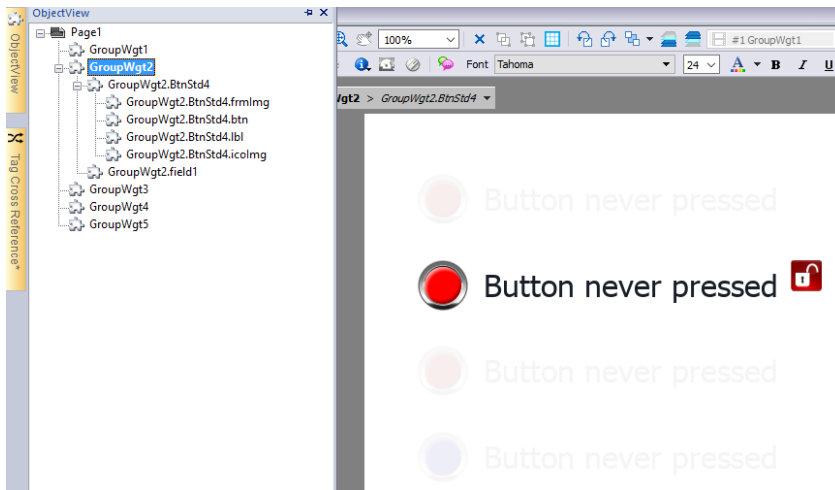 ObjectView
ObjectView
Tag Cross Reference*
Page1
GroupWgt1
GroupWgt2
GroupWgt2.BtnStd4
GroupWgt2.BtnStd4.frmImg
GroupWgt2.BtnStd4.btn
GroupWgt2.BtnStd4.lbl
GroupWgt2.BtnStd4.icoImg
GroupWgt2.field1
GroupWgt3
GroupWgt4
GroupWgt5
100%
#1 GroupWgt1
Font Tahoma 24 A B I U
Wgt2 > GroupWgt2.BtnStd4
Button never pressed
Button never pressed
Button never pressed
Button never pressed